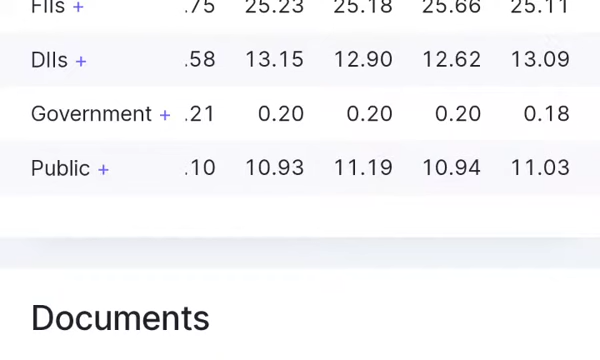 FIIs + .75 25.23 25.18 25.66 25.11
DIIs + .58 13.15 12.90 12.62 13.09
Government + .21 0.20 0.20 0.20 0.18
Public + .10 10.93 11.19 10.94 11.03
Documents